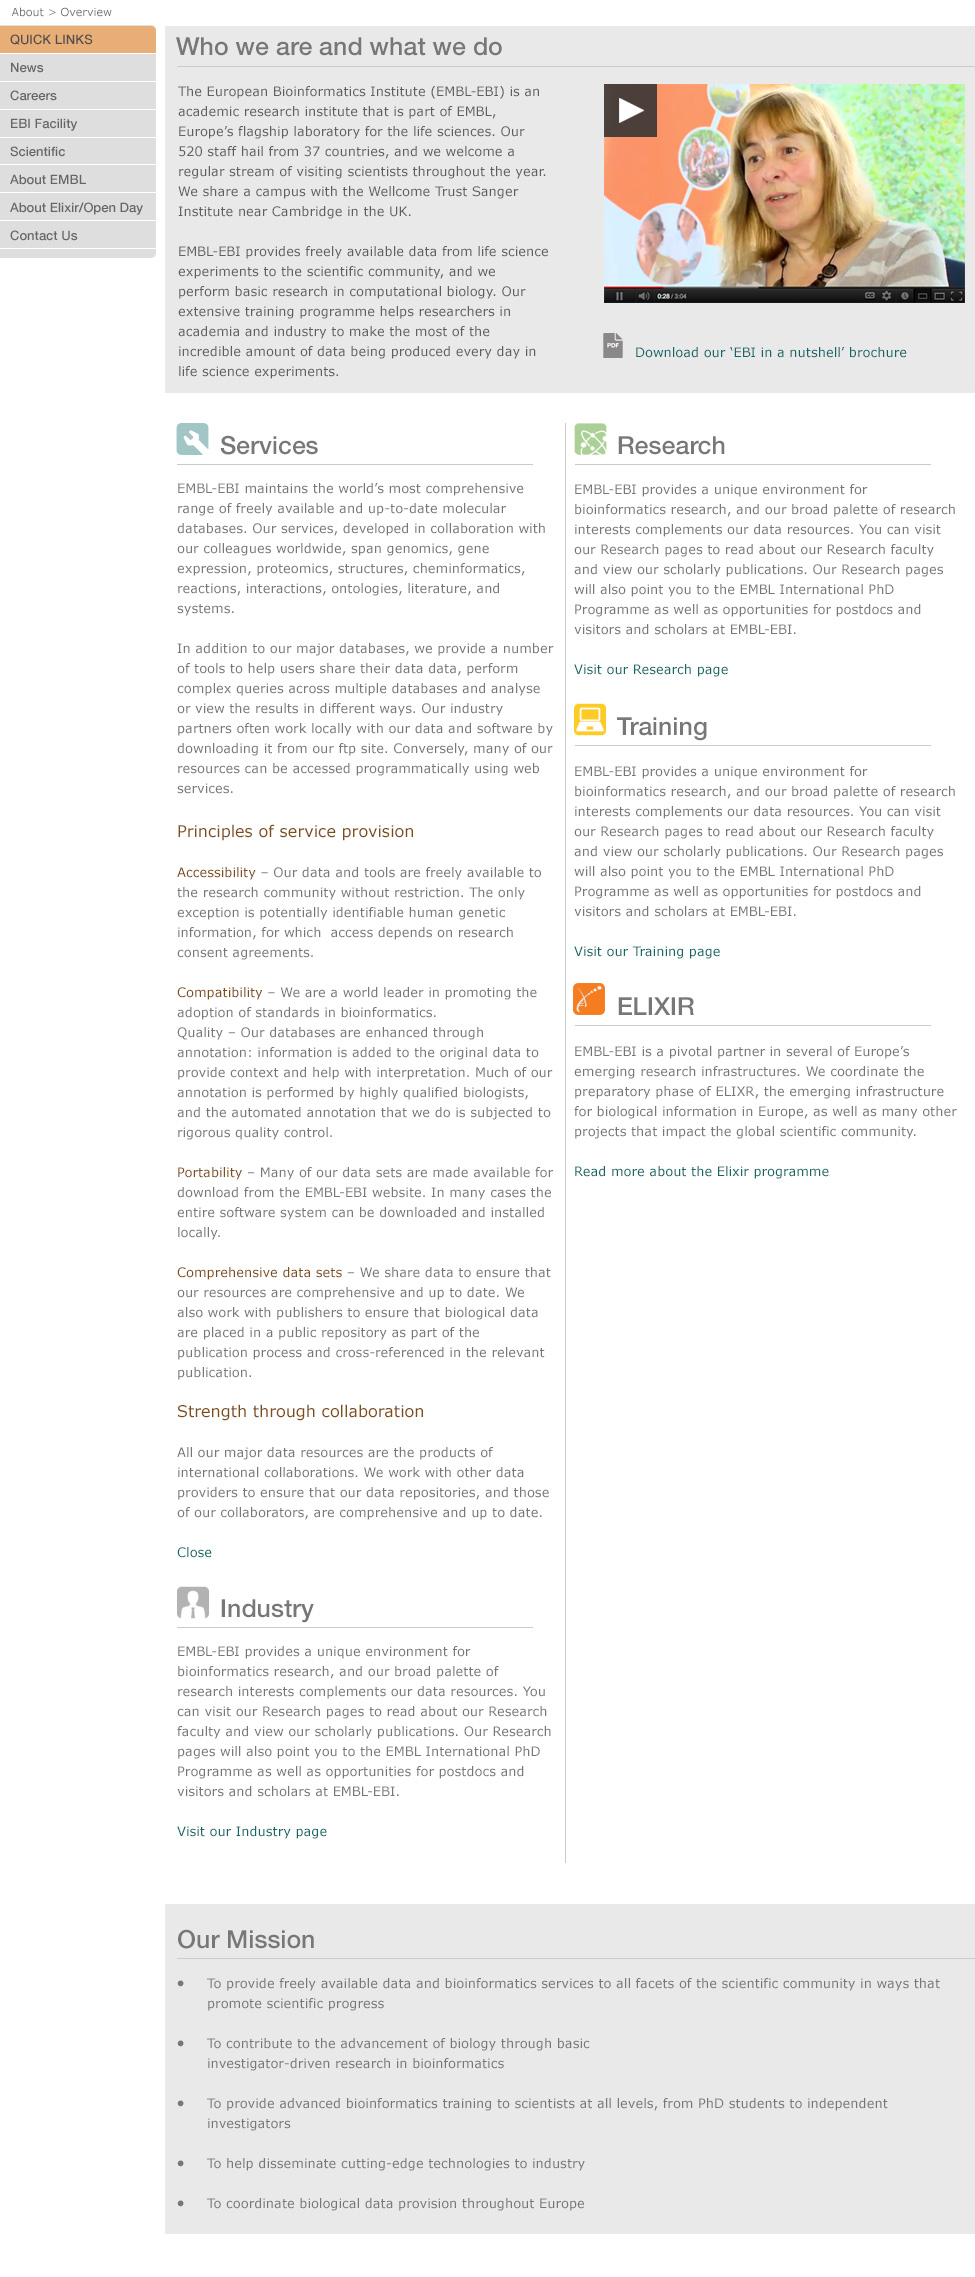 About > Overview
QUICK LINKS
News
Careers
EBI Facility
Scientific
About EMBL
About Elixir/Open Day
Contact Us
Who we are and what we do
The European Bioinformatics Institute (EMBL-EBI) is an
academic research institute that is part of EMBL,
Europe’s flagship laboratory for the life sciences. Our
520 staff hail from 37 countries, and we welcome a
regular stream of visiting scientists throughout the year.
We share a campus with the Wellcome Trust Sanger
Institute near Cambridge in the UK.
EMBL-EBI provides freely available data from life science
experiments to the scientific community, and we
perform basic research in computational biology. Our
extensive training programme helps researchers in
academia and industry to make the most of the
incredible amount of data being produced every day in
life science experiments.
0:28 / 3:04
PDF
Download our ‘EBI in a nutshell’ brochure
Services
EMBL-EBI maintains the world’s most comprehensive
range of freely available and up-to-date molecular
databases. Our services, developed in collaboration with
our colleagues worldwide, span genomics, gene
expression, proteomics, structures, cheminformatics,
reactions, interactions, ontologies, literature, and
systems.
In addition to our major databases, we provide a number
of tools to help users share their data data, perform
complex queries across multiple databases and analyse
or view the results in different ways. Our industry
partners often work locally with our data and software by
downloading it from our ftp site. Conversely, many of our
resources can be accessed programmatically using web
services.
Principles of service provision
Accessibility – Our data and tools are freely available to
the research community without restriction. The only
exception is potentially identifiable human genetic
information, for which  access depends on research
consent agreements.
Compatibility – We are a world leader in promoting the
adoption of standards in bioinformatics.
Quality – Our databases are enhanced through
annotation: information is added to the original data to
provide context and help with interpretation. Much of our
annotation is performed by highly qualified biologists,
and the automated annotation that we do is subjected to
rigorous quality control.
Portability – Many of our data sets are made available for
download from the EMBL-EBI website. In many cases the
entire software system can be downloaded and installed
locally.
Comprehensive data sets – We share data to ensure that
our resources are comprehensive and up to date. We
also work with publishers to ensure that biological data
are placed in a public repository as part of the
publication process and cross-referenced in the relevant
publication.
Strength through collaboration
All our major data resources are the products of
international collaborations. We work with other data
providers to ensure that our data repositories, and those
of our collaborators, are comprehensive and up to date.
Close
Industry
EMBL-EBI provides a unique environment for
bioinformatics research, and our broad palette of
research interests complements our data resources. You
can visit our Research pages to read about our Research
faculty and view our scholarly publications. Our Research
pages will also point you to the EMBL International PhD
Programme as well as opportunities for postdocs and
visitors and scholars at EMBL-EBI.
Visit our Industry page
Research
EMBL-EBI provides a unique environment for
bioinformatics research, and our broad palette of research
interests complements our data resources. You can visit
our Research pages to read about our Research faculty
and view our scholarly publications. Our Research pages
will also point you to the EMBL International PhD
Programme as well as opportunities for postdocs and
visitors and scholars at EMBL-EBI.
Visit our Research page
Training
EMBL-EBI provides a unique environment for
bioinformatics research, and our broad palette of research
interests complements our data resources. You can visit
our Research pages to read about our Research faculty
and view our scholarly publications. Our Research pages
will also point you to the EMBL International PhD
Programme as well as opportunities for postdocs and
visitors and scholars at EMBL-EBI.
Visit our Training page
ELIXIR
EMBL-EBI is a pivotal partner in several of Europe’s
emerging research infrastructures. We coordinate the
preparatory phase of ELIXR, the emerging infrastructure
for biological information in Europe, as well as many other
projects that impact the global scientific community.
Read more about the Elixir programme
Our Mission
• To provide freely available data and bioinformatics services to all facets of the scientific community in ways that
promote scientific progress
• To contribute to the advancement of biology through basic
investigator-driven research in bioinformatics
• To provide advanced bioinformatics training to scientists at all levels, from PhD students to independent
investigators
• To help disseminate cutting-edge technologies to industry
• To coordinate biological data provision throughout Europe